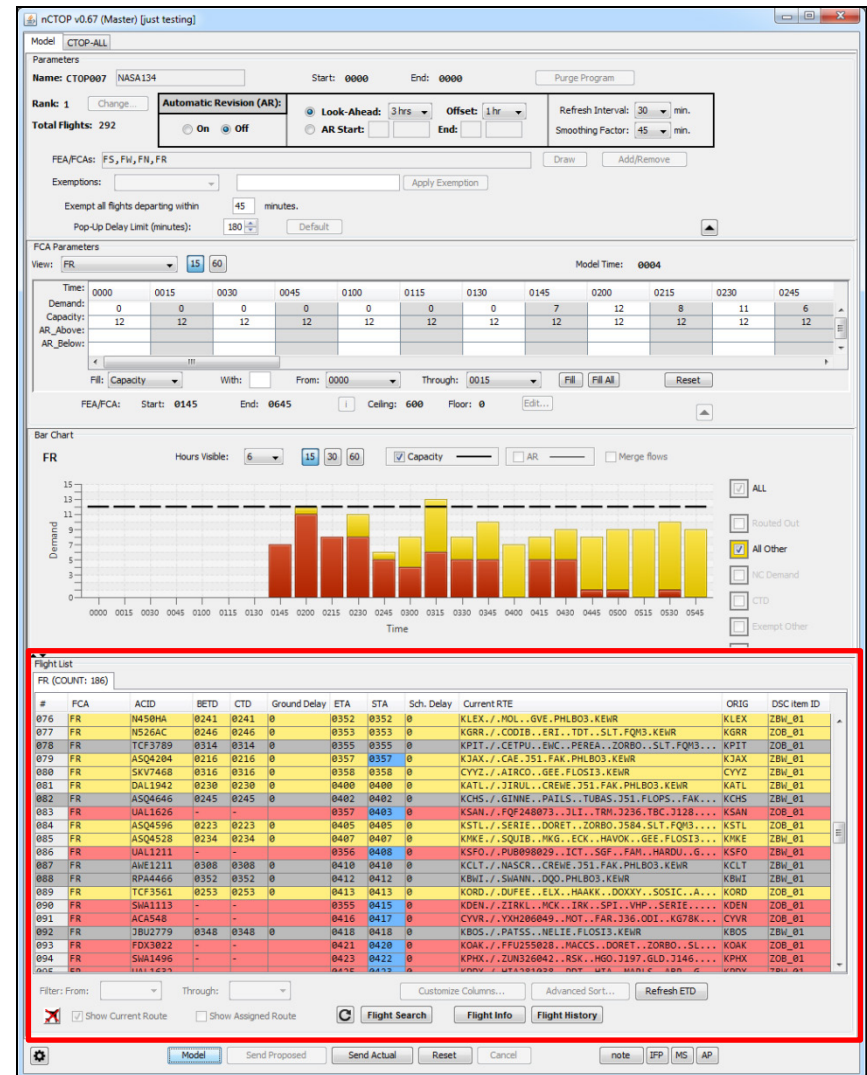 nCTOP v0.67 (Master) [just testing]
Model CTOP-ALL
Parameters
Name: CTOP007 NASA134 Start: 0000 End: 0000 Purge Program
Rank: 1 Change... Automatic Revision (AR): Look-Ahead: 3 hrs Offset: 1 hr Refresh Interval: 30 min.
Total Flights: 292 On Off AR Start: End: Smoothing Factor: 45 min.
FEA/FCAs: FS,FW,FN,FR Draw Add/Remove
Exemptions: Apply Exemption
Exempt all flights departing within 45 minutes.
Pop-Up Delay Limit (minutes): 180 Default
FCA Parameters
View: FR 15 60 Model Time: 0004
Time: 0000 0015 0030 0045 0100 0115 0130 0145 0200 0215 0230 0245
Demand: 0 0 0 0 0 0 0 7 12 8 11 6
Capacity: 12 12 12 12 12 12 12 12 12 12 12 12
AR_Above:
AR_Below:
Fill: Capacity With: From: 0000 Through: 0015 Fill Fill All Reset
FEA/FCA: Start: 0145 End: 0645 i Ceiling: 600 Floor: 0 Edit...
Bar Chart
FR Hours Visible: 6 15 30 60 Capacity AR Merge flows
15
13
11
9
7
5
3
0
Demand
0000 0015 0030 0045 0100 0115 0130 0145 0200 0215 0230 0245 0300 0315 0330 0345 0400 0415 0430 0445 0500 0515 0530 0545
Time
ALL
Routed Out
All Other
NC Demand
CTD
Exempt Other
Flight List
FR (COUNT: 186)
# FCA ACID BETD CTD Ground Delay ETA STA Sch. Delay Current RTE ORIG DSC item ID
076 FR N450HA 0241 0241 0 0352 0352 0 KLEX./.MOL..GVE.PHLBO3.KEWR KLEX ZBW_01
077 FR N526AC 0246 0246 0 0353 0353 0 KGRR./.CODIB..ERI..TDT..SLT.FQM3.KEWR KGRR ZOB_01
078 FR TCF3789 0314 0314 0 0355 0355 0 KPIT./.CETPU..EWC..PEREA..ZORBO..SLT.FQM3... KPIT ZOB_01
079 FR ASQ4204 0216 0216 0 0357 0357 0 KJAX./.CAE.J51.FAK.PHLBO3.KEWR KJAX ZBW_01
080 FR SKV7468 0316 0316 0 0358 0358 0 CYYZ./.AIRCO..GEE.FLOSI3.KEWR CYYZ ZBW_01
081 FR DAL1942 0230 0230 0 0400 0400 0 KATL./.JIRUL..CREWE.J51.FAK.PHLBO3.KEWR KATL ZBW_01
082 FR ASQ4646 0245 0245 0 0402 0402 0 KCHS./.GINNE..PAILS..TUBAS.J51.FLOPS..FAK... KCHS ZBW_01
083 FR UAL1626 - - 0357 0403 0 KSAN./.FQF248073..JLI..TRM.J236.TBC.J128... KSAN ZOB_01
084 FR ASQ4596 0223 0223 0 0405 0405 0 KSTL./.SERIE..DORET..ZORBO.J584.SLT.FQM3... KSTL ZOB_01
085 FR ASQ4528 0234 0234 0 0407 0407 0 KMKE./.SQUIB..MKG..ECK..HAVOK..GEE.FLOSI3... KMKE ZBW_01
086 FR UAL1211 - - 0356 0408 0 KSFO./.PUB098029..ICT..SGF..FAM..HARDU..G... KSFO ZBW_01
087 FR AWE1211 0308 0308 0 0410 0410 0 KCLT./.NASCR..CREWE.J51.FAK.PHLBO3.KEWR KCLT ZBW_01
088 FR RPA4466 0352 0352 0 0412 0412 0 KBWI./.SWANN..DQO.PHLBO3.KEWR KBWI ZBW_01
089 FR TCF3561 0253 0253 0 0413 0413 0 KORD./.DUFEE..ELX..HAAKK..DOXXY..SOSIC..A... KORD ZOB_01
090 FR SWA1113 - - 0355 0415 0 KDEN./.ZIRKL..MCK..IRK..SPI..VHP..SERIE.... KDEN ZOB_01
091 FR ACA548 - - 0416 0417 0 CYVR./.YXH206049..MOT..FAR.J36.ODI..KG78K... CYVR ZOB_01
092 FR JBU2779 0348 0348 0 0418 0418 0 KBOS./.PATSS..NELIE.FLOSI3.KEWR KBOS ZBW_01
093 FR FDX3022 - - 0421 0420 0 KOAK./.FFU255028..MACCS..DORET..ZORBO..SL... KOAK ZOB_01
094 FR SWA1496 - - 0423 0422 0 KPHX./.ZUN326042..RSK..HGO.J197.GLD.J146.... KPHX ZOB_01
Filter: From: Through: Customize Columns... Advanced Sort... Refresh ETD
Show Current Route Show Assigned Route C Flight Search Flight Info Flight History
Model Send Proposed Send Actual Reset Cancel note IFP MS AP